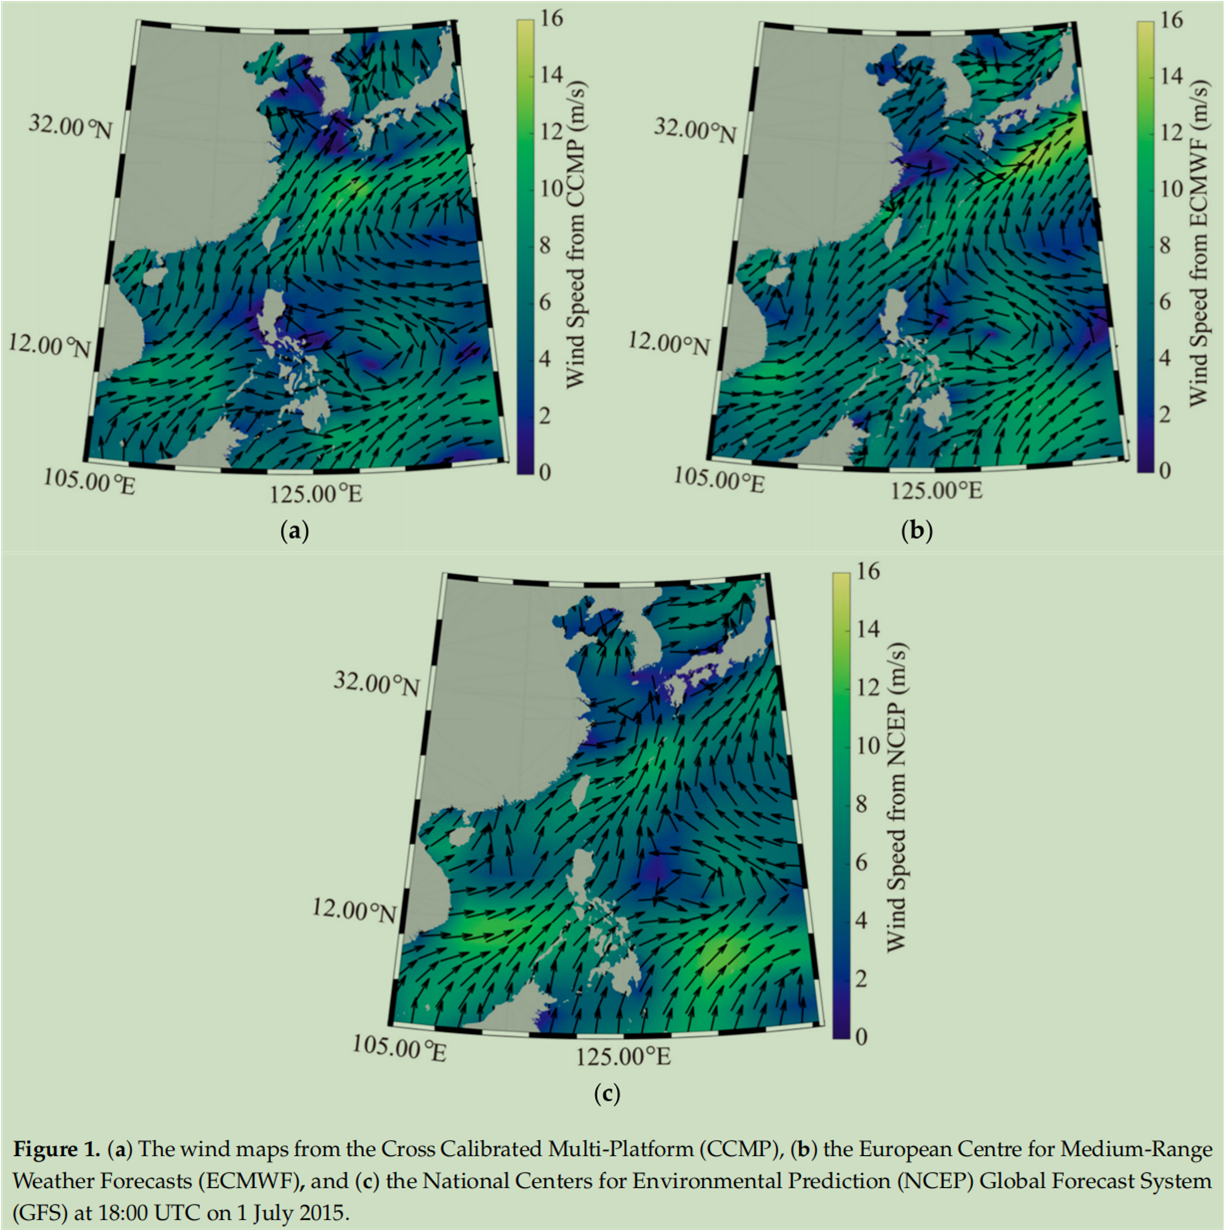 32.00°N
12.00°N
105.00°E
125.00°E
16
14
12
10
8
6
4
2
0
Wind Speed from CCMP (m/s)
(a)
32.00°N
12.00°N
105.00°E
125.00°E
16
14
12
10
8
6
4
2
0
Wind Speed from ECMWF (m/s)
(b)
32.00°N
12.00°N
105.00°E
125.00°E
16
14
12
10
8
6
4
2
0
Wind Speed from NCEP (m/s)
(c)
Figure 1. (a) The wind maps from the Cross Calibrated Multi-Platform (CCMP), (b) the European Centre for Medium-Range
Weather Forecasts (ECMWF), and (c) the National Centers for Environmental Prediction (NCEP) Global Forecast System
(GFS) at 18:00 UTC on 1 July 2015.